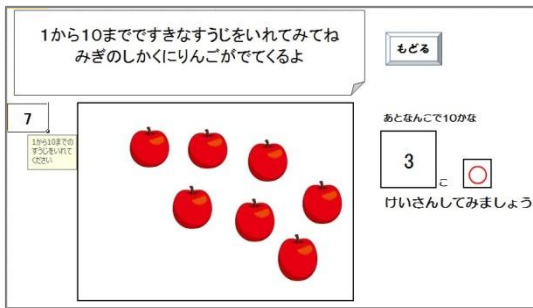 1から10まですきなすうじをいれてみてね
みぎのしかくにりんごがでてくるよ
もどる
7
1から10までの
すうじをいれて
ください
あとなんこで10かな
3
こ
○
けいさんしてみましょう